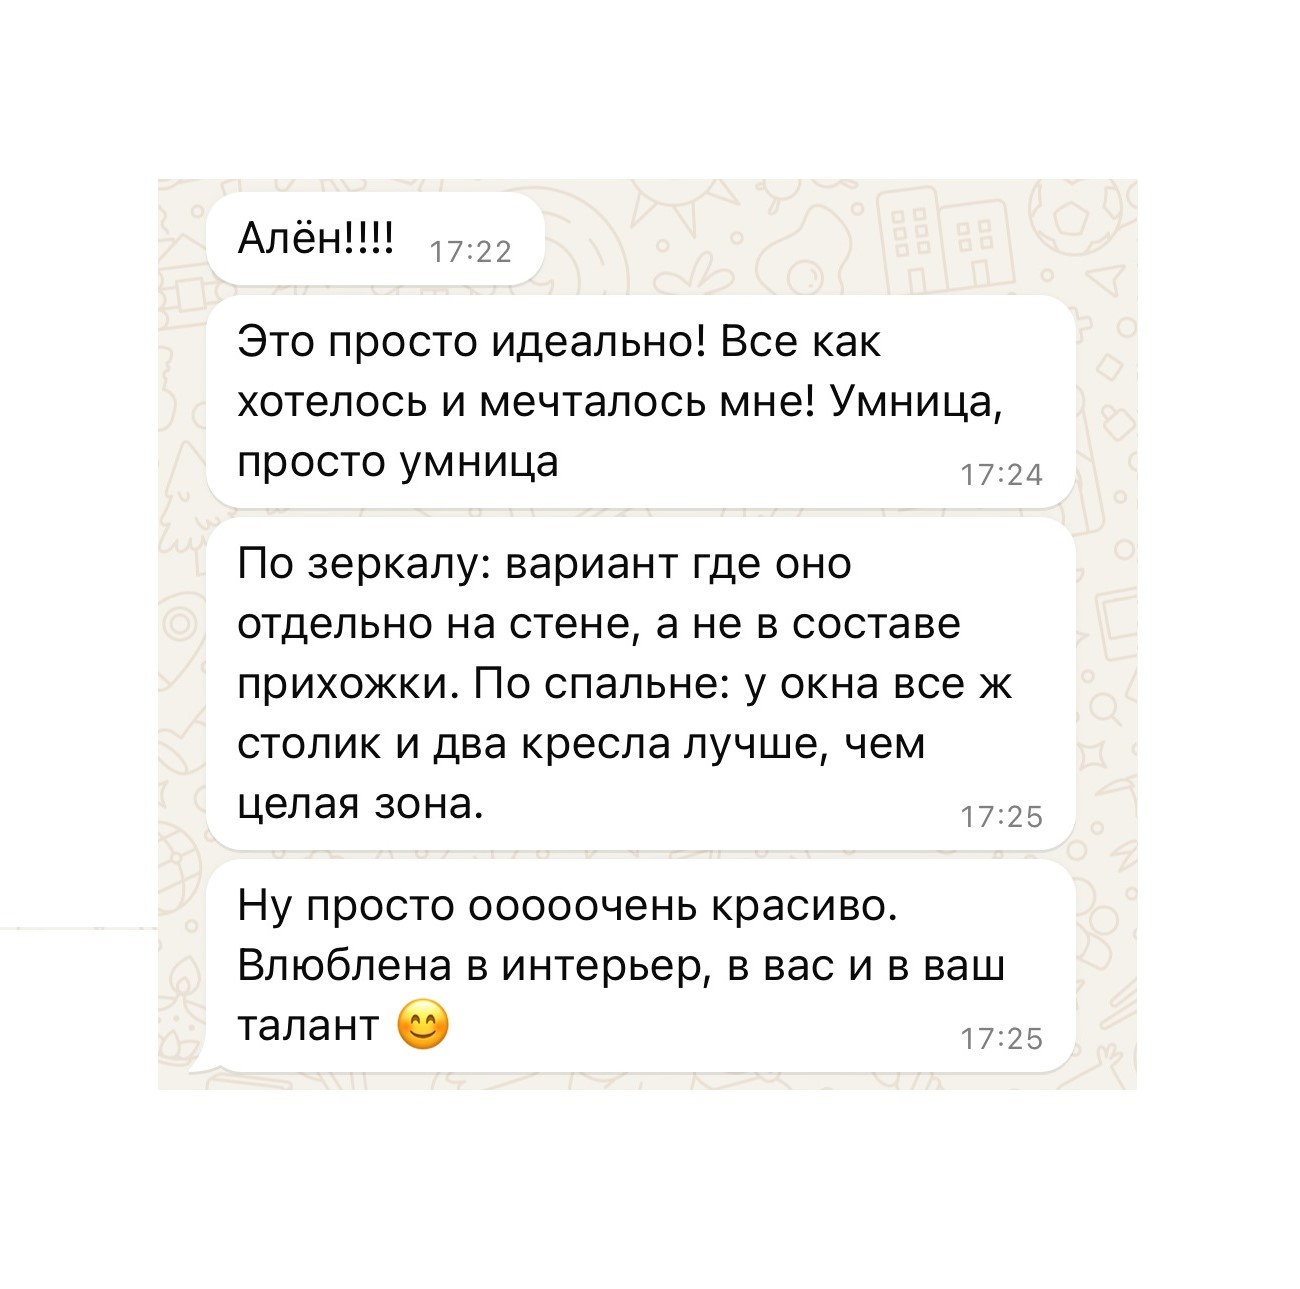 Алён!!!! 17:22
Это просто идеально! Все как
хотелось и мечталось мне! Умница,
просто умница 17:24
По зеркалу: вариант где оно
отдельно на стене, а не в составе
прихожки. По спальне: у окна все ж
столик и два кресла лучше, чем
целая зона. 17:25
Ну просто ооооочень красиво.
Влюблена в интерьер, в вас и в ваш
талант 😊 17:25